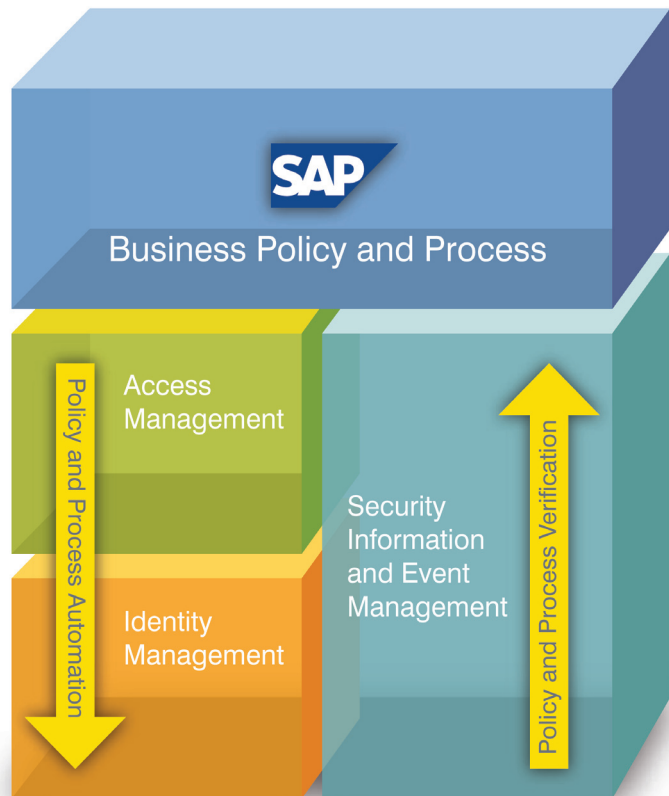 SAP
Business Policy and Process
Access
Management
Policy and Process Automation
Identity
Management
Security
Information
and Event
Management
Policy and Process Verification